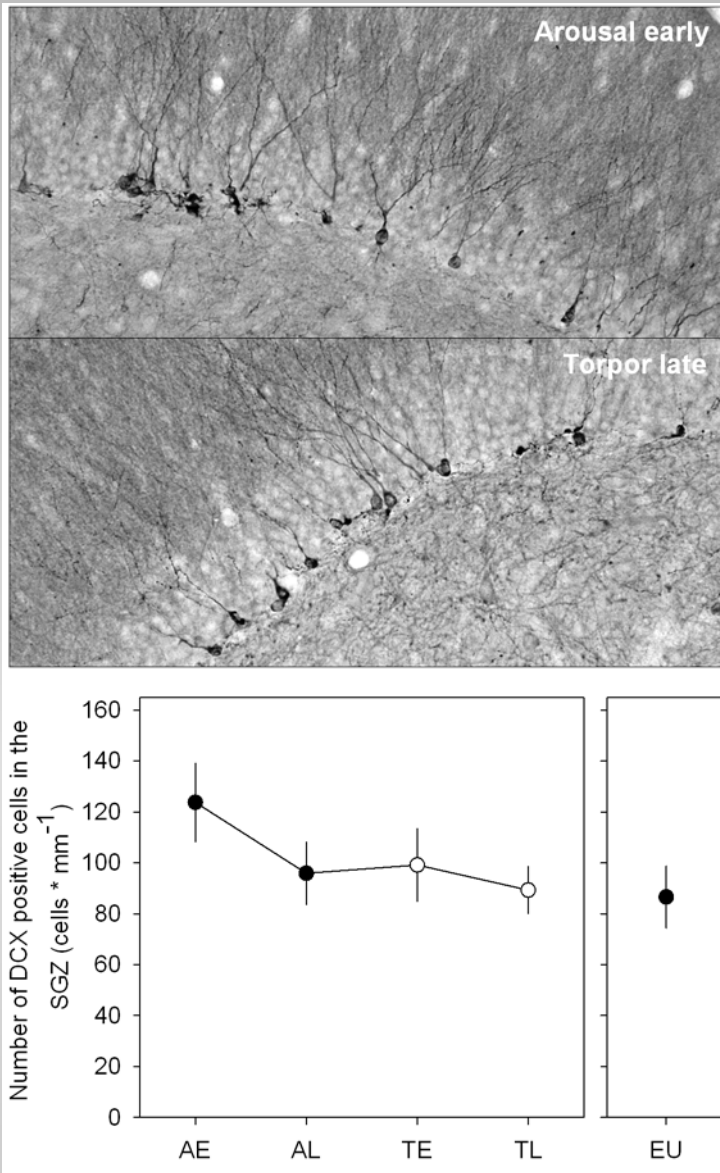 Arousal early
Torpor late
Number of DCX positive cells in the
SGZ (cells * mm⁻¹)
160
140
120
100
80
60
40
20
0
AE AL TE TL EU